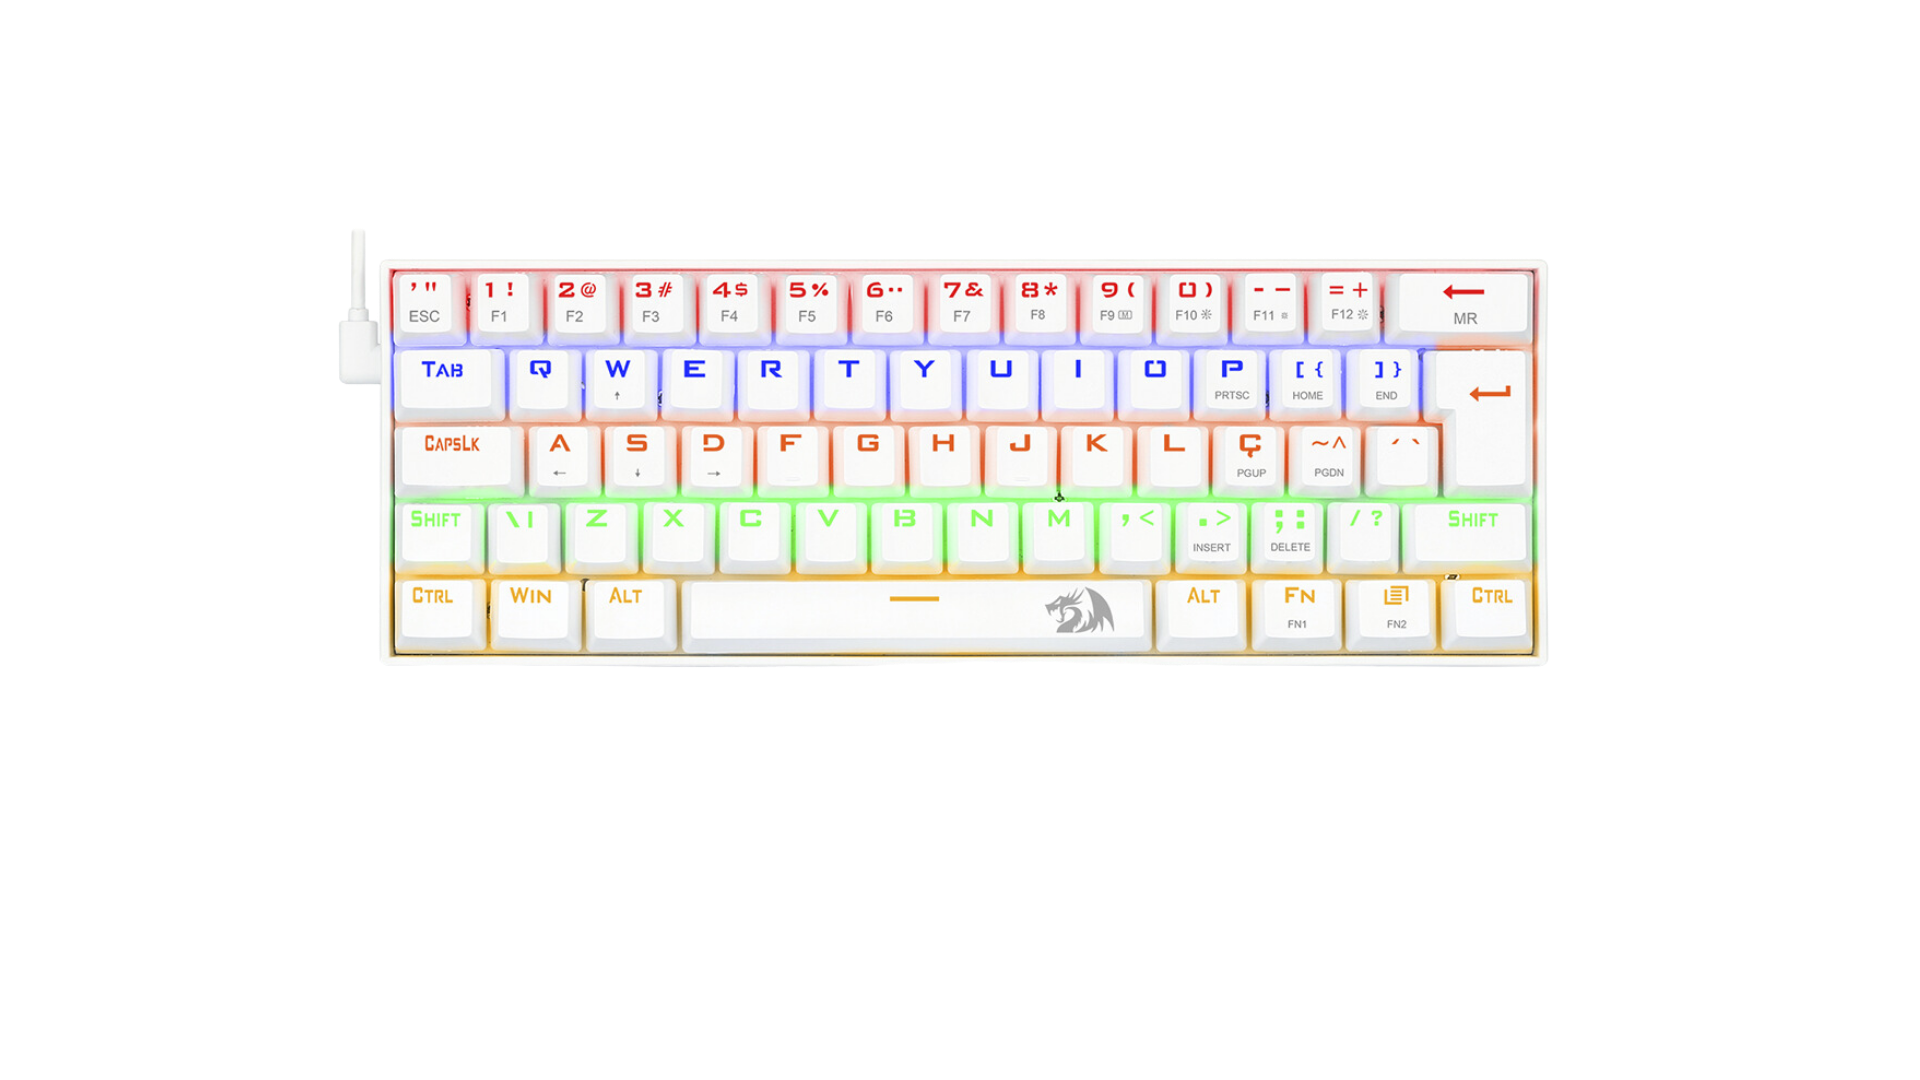 ' " 1 ! 2 @ 3 # 4 $ 5 % 6 ¨ 7 & 8 * 9 ( 0 ) - _ = + ←
ESC F1 F2 F3 F4 F5 F6 F7 F8 F9 M F10 F11 F12 MR
TAB Q W E R T Y U I O P [ { ] } ↵
↑ PRTSC HOME END
CAPSLK A S D F G H J K L Ç ~ ^ ´ `
← ↓ → PGUP PGDN
SHIFT \ | Z X C V B N M , < . > ; : / ? SHIFT
INSERT DELETE
CTRL WIN ALT ALT FN CTRL
FN1 FN2